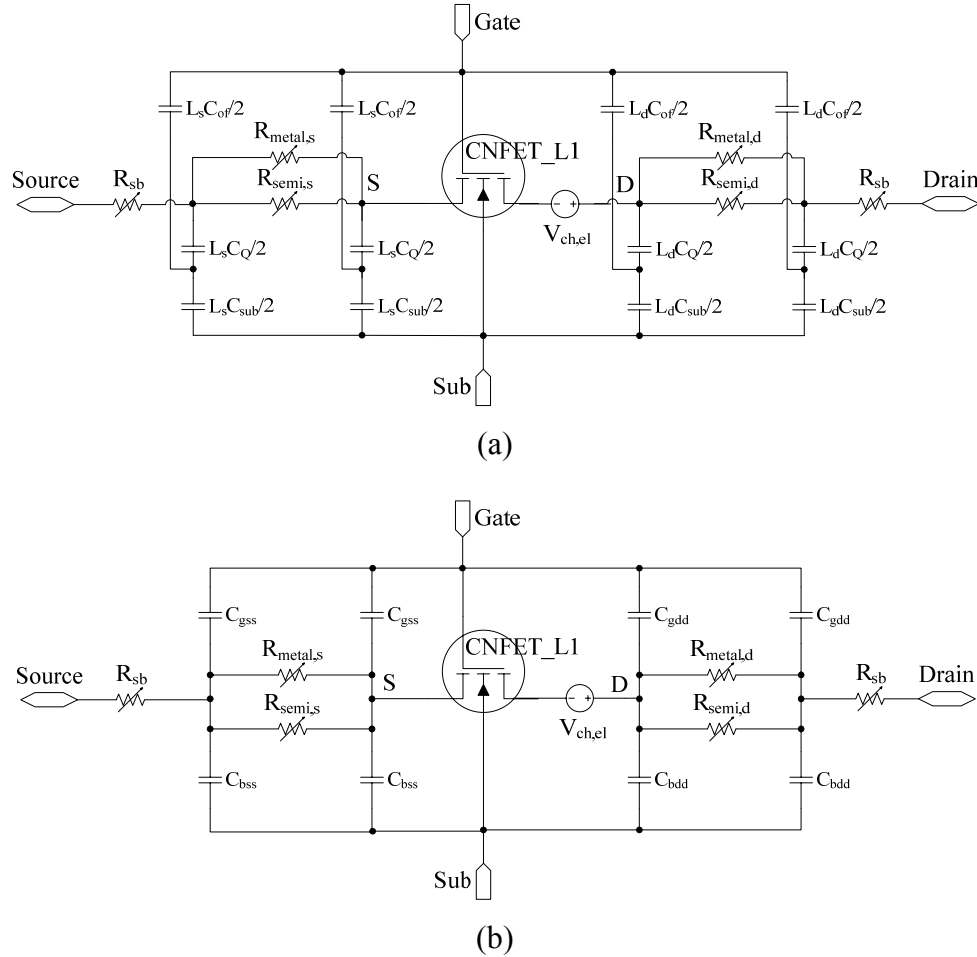 Gate
LsCof/2
LsCof/2
LdCof/2
LdCof/2
Rmetal,s
CNFET_L1
Rmetal,d
Source
Rsb
Rsemi,s
S
D
Rsemi,d
Rsb
Drain
Vch,el
LsCQ/2
LsCQ/2
LdCQ/2
LdCQ/2
LsCsub/2
LsCsub/2
LdCsub/2
LdCsub/2
Sub
(a)
Gate
Cgss
Cgss
Cgdd
Cgdd
CNFET_L1
Source
Rsb
Rmetal,s
S
D
Rmetal,d
Rsb
Drain
Rsemi,s
Vch,el
Rsemi,d
Cbss
Cbss
Cbdd
Cbdd
Sub
(b)